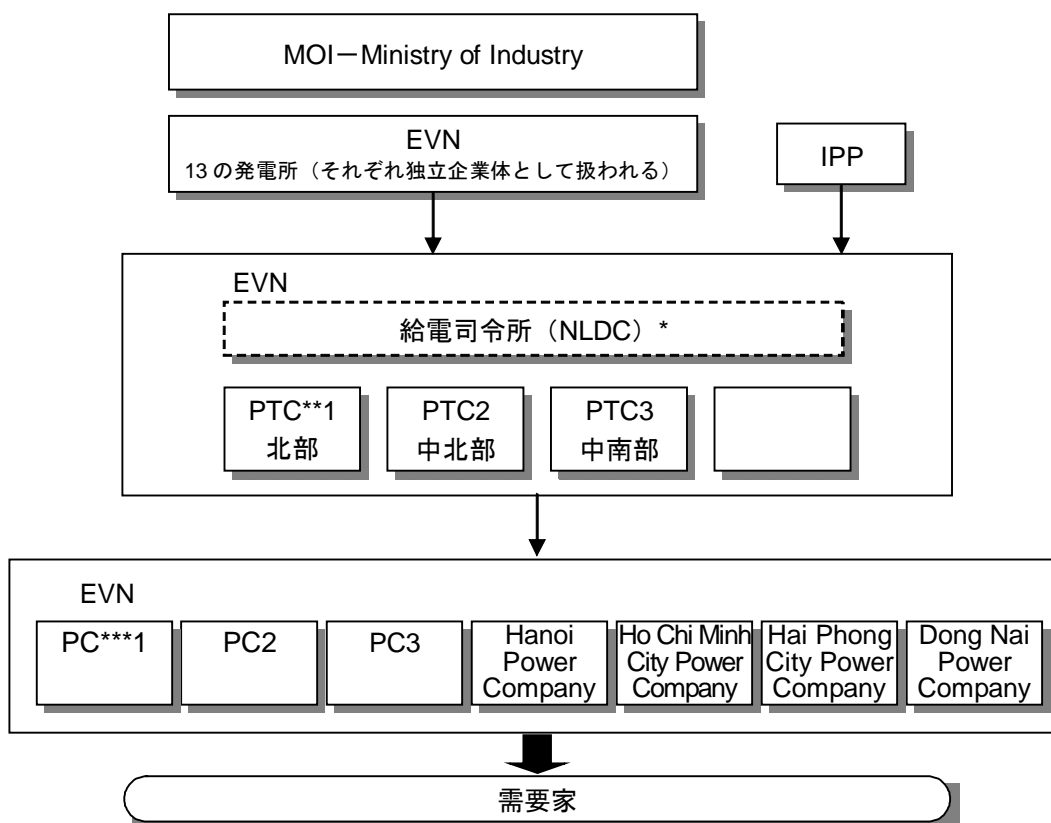 MOI－Ministry of Industry
EVN
13 の発電所（それぞれ独立企業体として扱われる）
IPP
EVN
給電司令所（NLDC）*
PTC**1
北部
PTC2
中北部
PTC3
中南部
EVN
PC***1
PC2
PC3
Hanoi
Power
Company
Ho Chi Minh
City Power
Company
Hai Phong
City Power
Company
Dong Nai
Power
Company
需要家